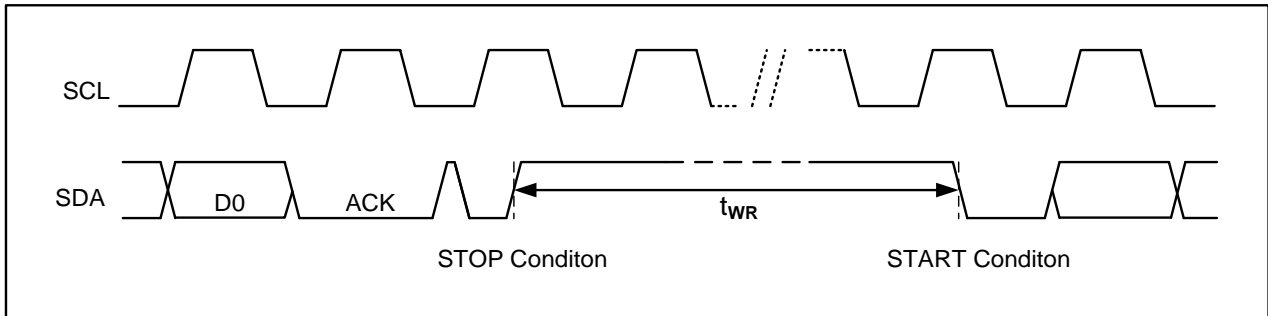 SCL
SDA
D0
ACK
tWR
STOP Conditon
START Conditon